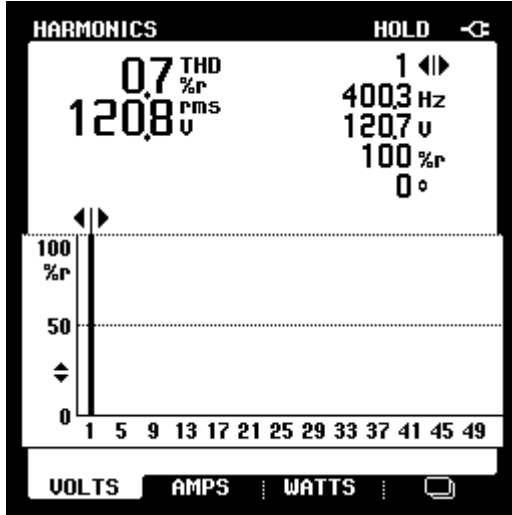 HARMONICS HOLD
0.7 THD %r
120.8 rms V
1
400.3 Hz
120.7 V
100 %r
0 °
100
%r
50
0
1 5 9 13 17 21 25 29 33 37 41 45 49
VOLTS AMPS WATTS